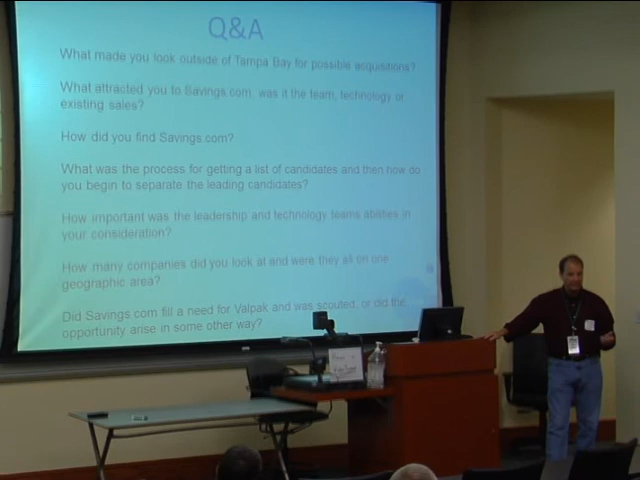 Q&A
What made you look outside of Tampa Bay for possible acquisitions?
What attracted you to Savings.com, was it the team, technology or
existing sales?
How did you find Savings.com?
What was the process for getting a list of candidates and then how do
you begin to separate the leading candidates?
How important was the leadership and technology teams abilities in
your consideration?
How many companies did you look at and were they all on one
geographic area?
Did Savings.com fill a need for Valpak and was scouted, or did the
opportunity arise in some other way?